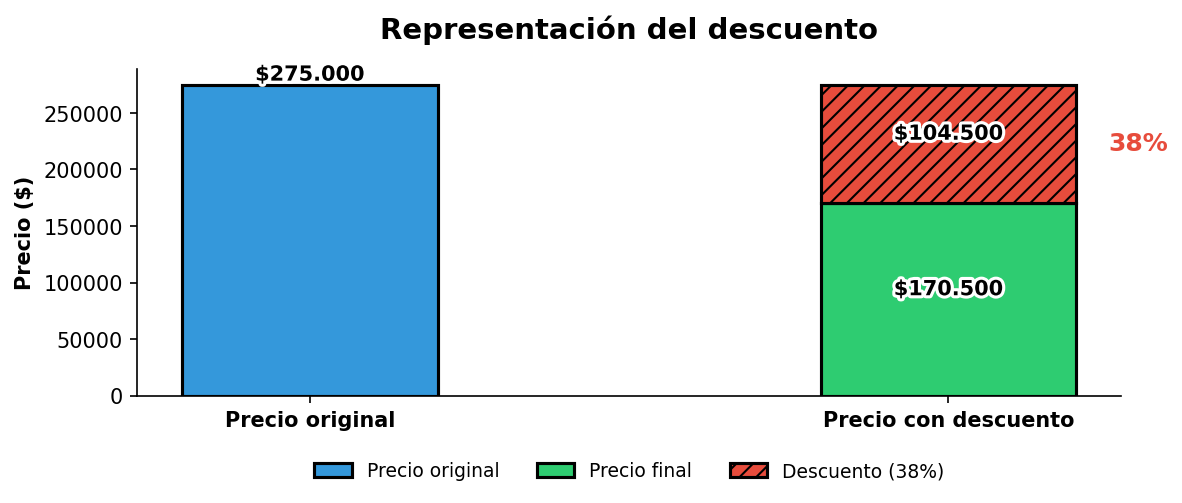 Representación del descuento
Precio ($)
250000
200000
150000
100000
50000
0
$275.000
$104.500
38%
$170.500
Precio original
Precio con descuento
Precio original
Precio final
Descuento (38%)